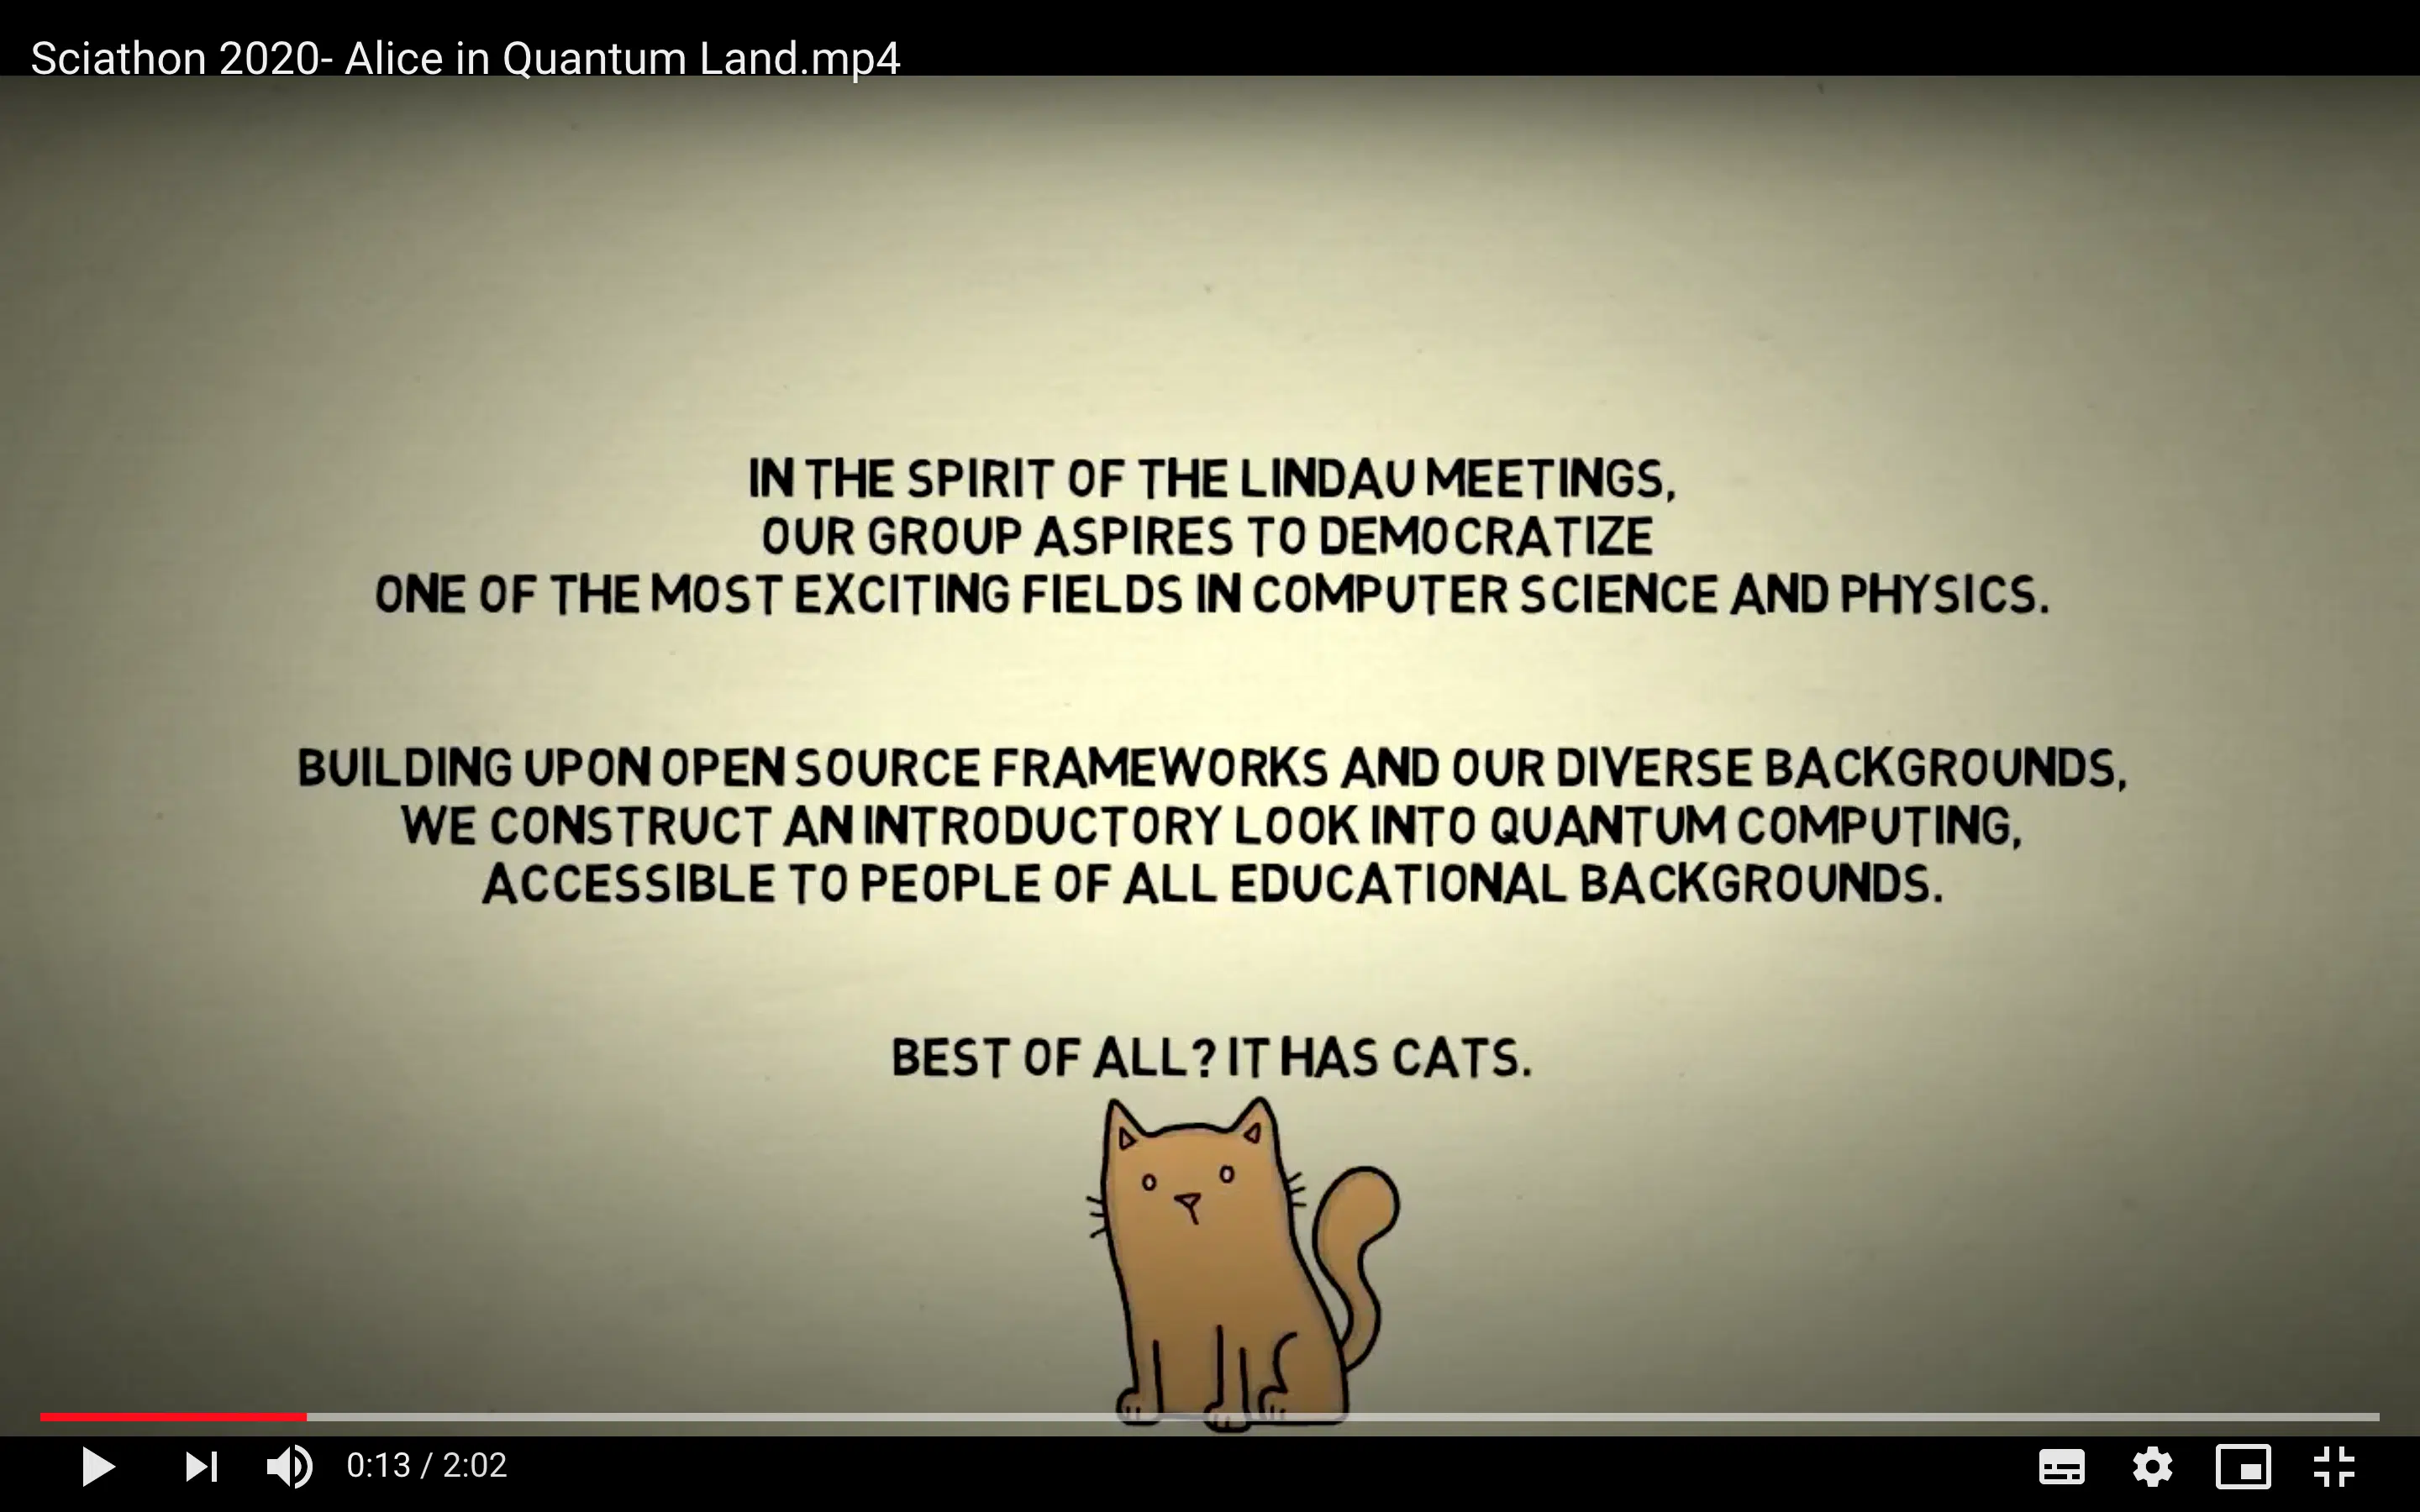 Sciathon 2020- Alice in Quantum Land.mp4
IN THE SPIRIT OF THE LINDAU MEETINGS,
OUR GROUP ASPIRES TO DEMOCRATIZE
ONE OF THE MOST EXCITING FIELDS IN COMPUTER SCIENCE AND PHYSICS.
BUILDING UPON OPEN SOURCE FRAMEWORKS AND OUR DIVERSE BACKGROUNDS,
WE CONSTRUCT AN INTRODUCTORY LOOK INTO QUANTUM COMPUTING,
ACCESSIBLE TO PEOPLE OF ALL EDUCATIONAL BACKGROUNDS.
BEST OF ALL? IT HAS CATS.
0:13 / 2:02